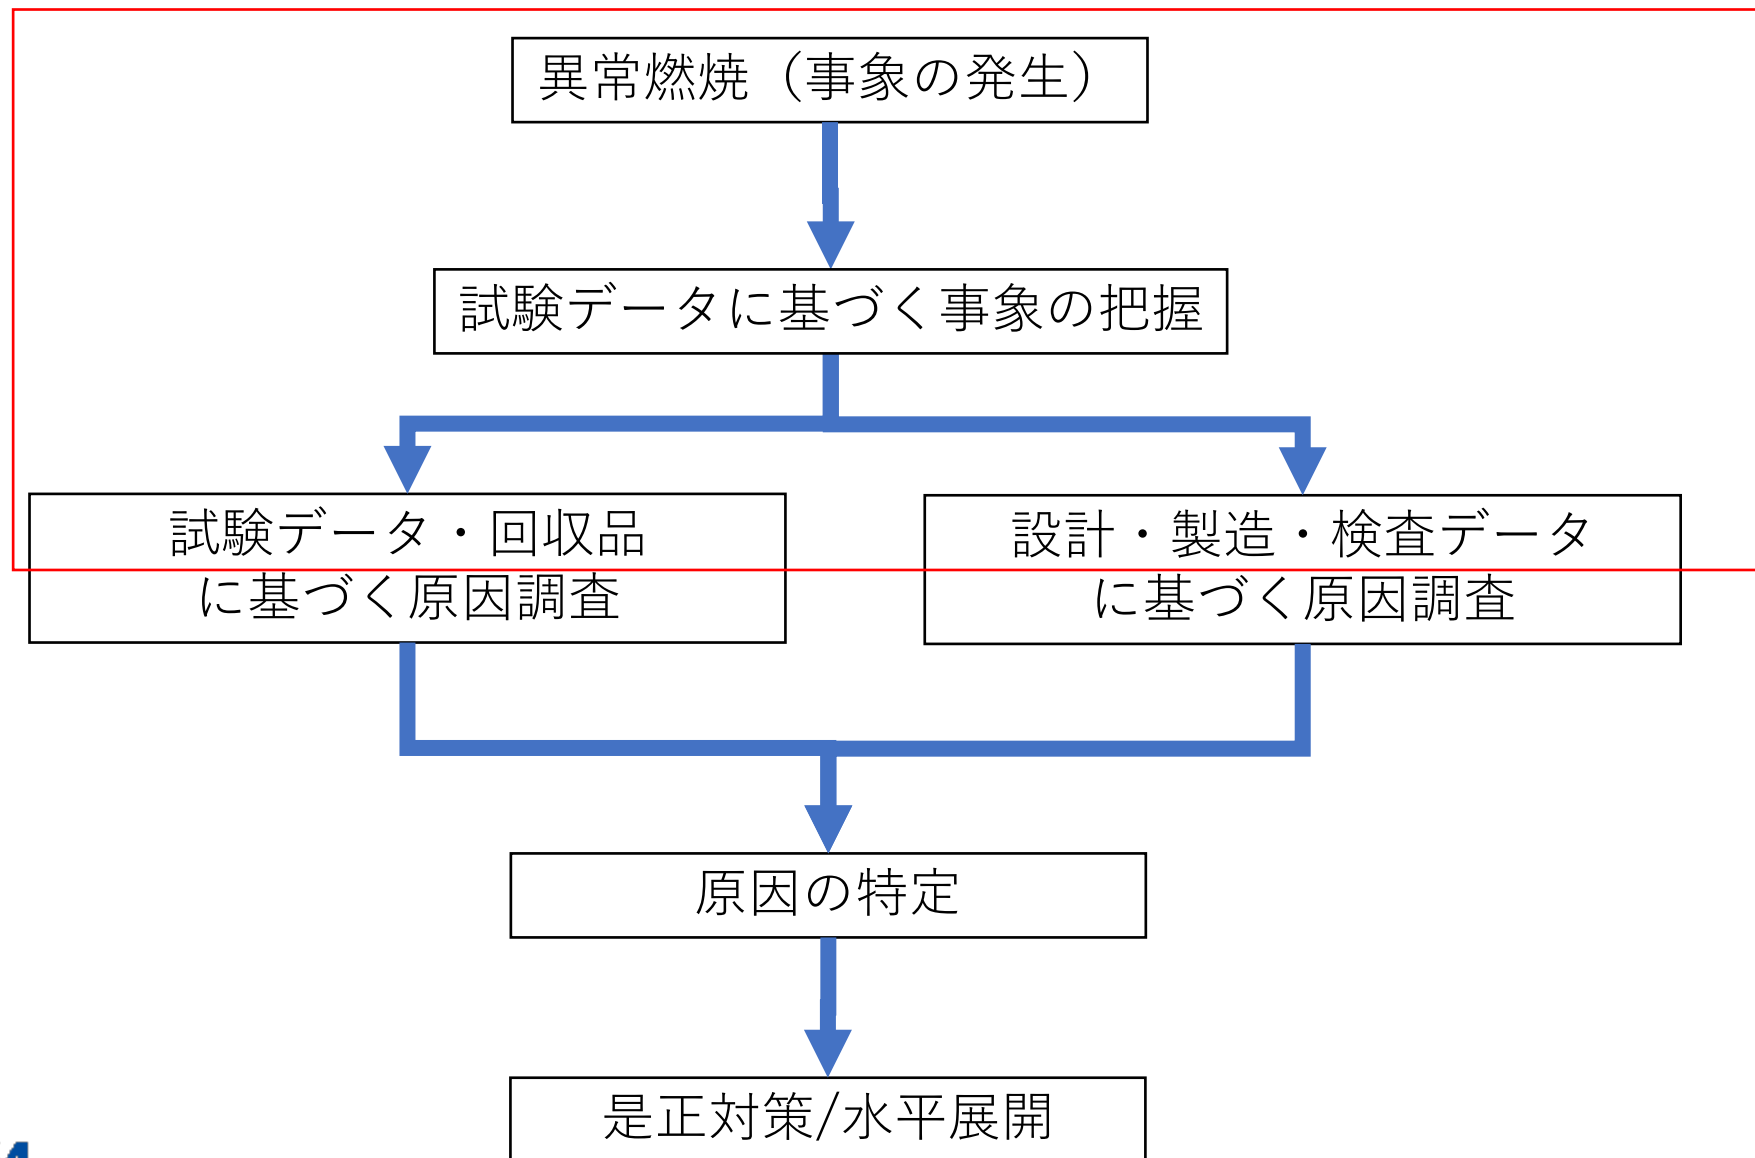 異常燃焼（事象の発生）
試験データに基づく事象の把握
試験データ・回収品
に基づく原因調査
設計・製造・検査データ
に基づく原因調査
原因の特定
是正対策/水平展開